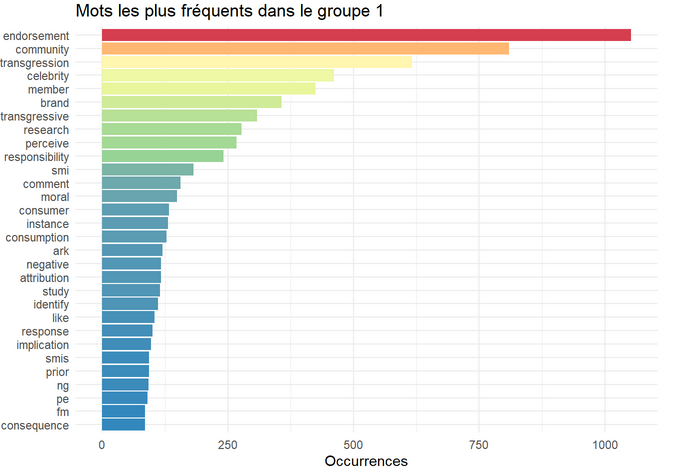 Mots les plus fréquents dans le groupe 1
endorsement
community
transgression
celebrity
member
brand
transgressive
research
perceive
responsibility
smi
comment
moral
consumer
instance
consumption
ark
negative
attribution
study
identify
like
response
implication
smis
prior
ng
pe
fm
consequence
0 250 500 750 1000
Occurrences